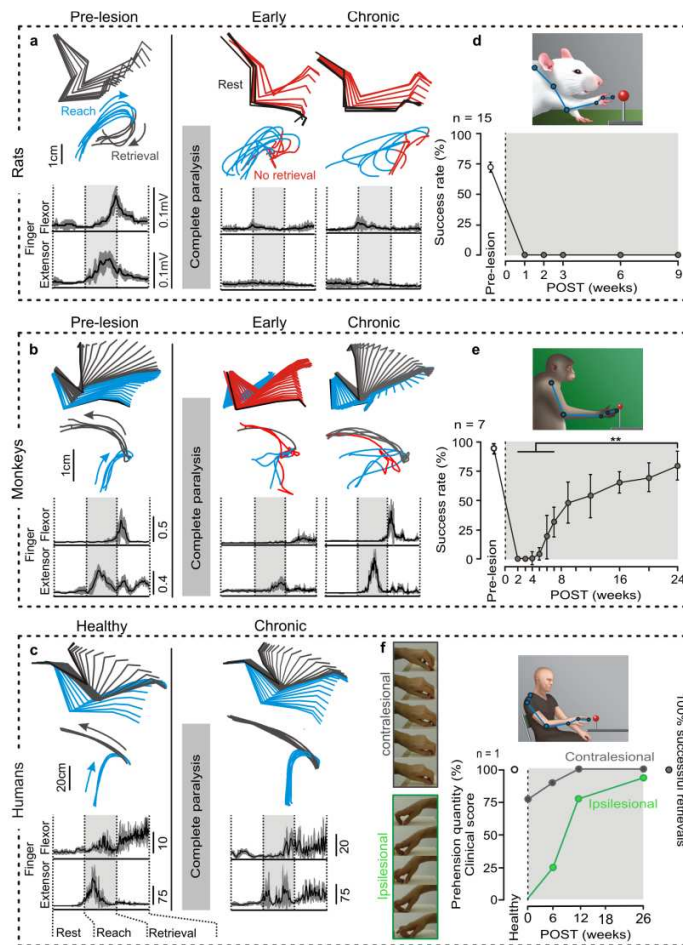 Pre-lesion
Early
Chronic
a
Rest
Reach
Retrieval
1cm
No retrieval
Complete paralysis
Rats
Finger
Flexor
Extensor
0.1mV
0.1mV
d
n = 15
Success rate (%)
100
75
50
25
0
Pre-lesion
0 1 2 3 6 9
POST (weeks)
Pre-lesion
Early
Chronic
b
1cm
Complete paralysis
Monkeys
Finger
Flexor
Extensor
0.5
0.4
e
n = 7
**
Success rate (%)
100
75
50
25
0
Pre-lesion
0 2 4 8 12 16 20 24
POST (weeks)
Healthy
Chronic
c
20cm
Complete paralysis
Humans
Finger
Flexor
Extensor
10
75
20
75
Rest
Reach
Retrieval
f
contralesional
Ipsilesional
n = 1
Prehension quantity (%)
Clinical score
100
75
50
25
0
Contralesional
Ipsilesional
100% successful retrievals
Healthy
0 6 12 18 26
POST (weeks)